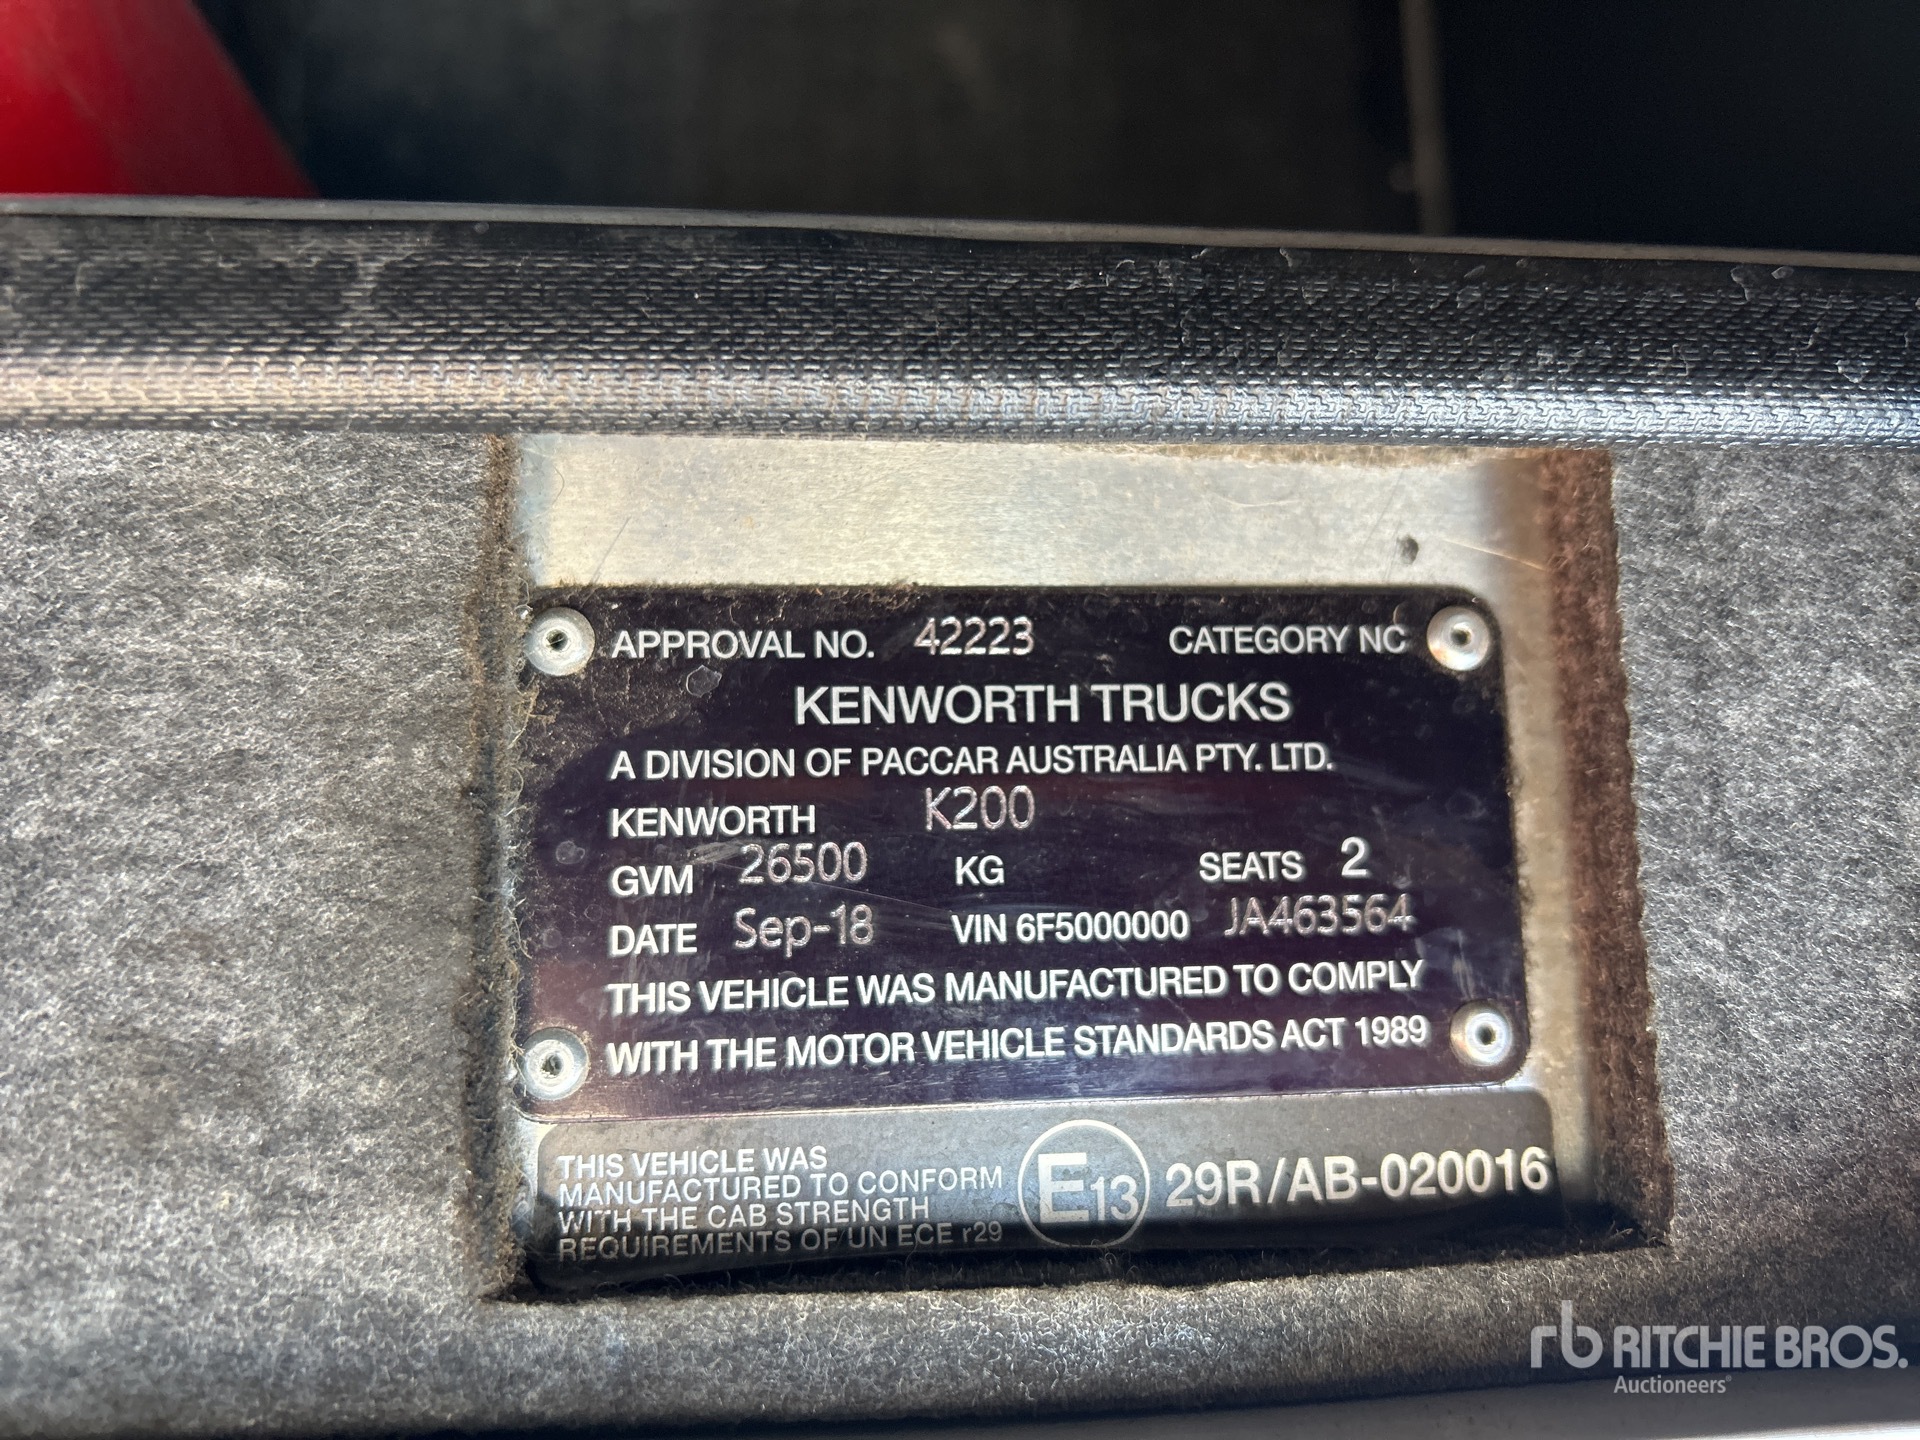 APPROVAL NO. 42223 CATEGORY NC
KENWORTH TRUCKS
A DIVISION OF PACCAR AUSTRALIA PTY. LTD.
KENWORTH K200
GVM 26500 KG SEATS 2
DATE Sep-18 VIN 6F5000000 JA463564
THIS VEHICLE WAS MANUFACTURED TO COMPLY
WITH THE MOTOR VEHICLE STANDARDS ACT 1989
THIS VEHICLE WAS
MANUFACTURED TO CONFORM
WITH THE CAB STRENGTH
REQUIREMENTS OF UN ECE r29
E13 29R/AB-020016
rb RITCHIE BROS.
Auctioneers